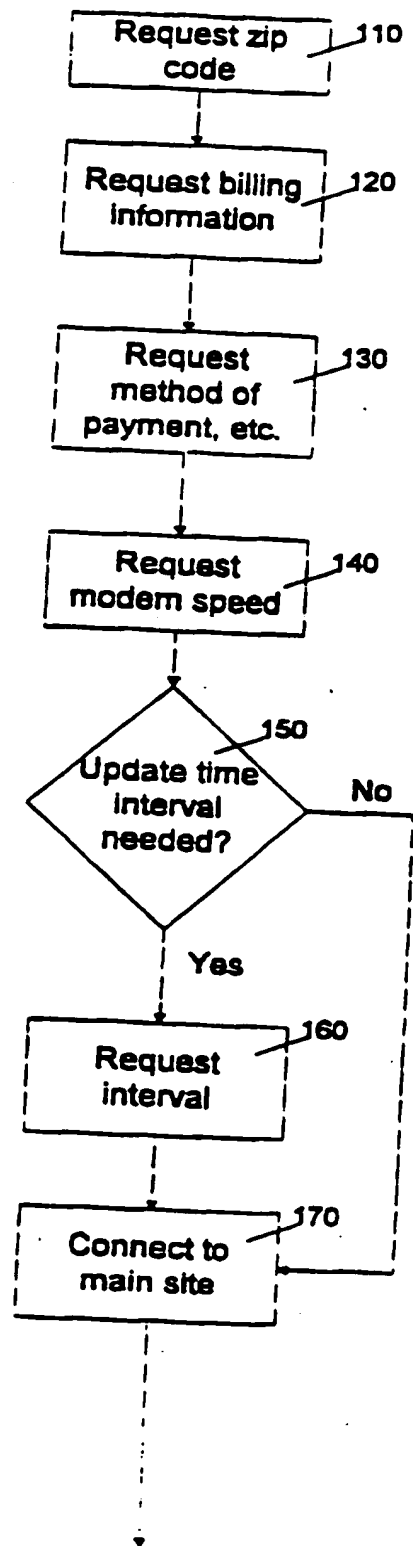 Request zip
code
110
Request billing
information
120
Request
method of
payment, etc.
130
Request
modem speed
140
150
Update time
interval
needed?
No
Yes
160
Request
interval
170
Connect to
main site